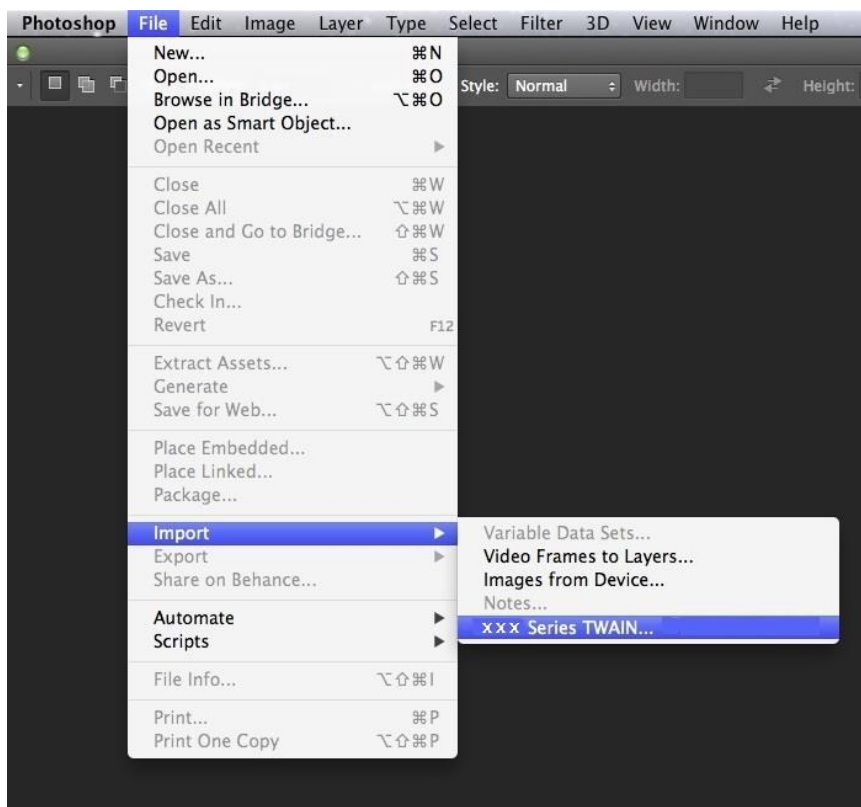 Photoshop File Edit Image Layer Type Select Filter 3D View Window Help
Style: Normal Width: Height:
New... ⌘N
Open... ⌘O
Browse in Bridge... ⌥⌘O
Open as Smart Object...
Open Recent
Close ⌘W
Close All ⌥⌘W
Close and Go to Bridge... ⇧⌘W
Save ⌘S
Save As... ⇧⌘S
Check In...
Revert F12
Extract Assets... ⌥⇧⌘W
Generate
Save for Web... ⌥⇧⌘S
Place Embedded...
Place Linked...
Package...
Import
Export
Share on Behance...
Automate
Scripts
File Info... ⌥⇧⌘I
Print... ⌘P
Print One Copy ⌥⇧⌘P
Variable Data Sets...
Video Frames to Layers...
Images from Device...
Notes...
xxx Series TWAIN...